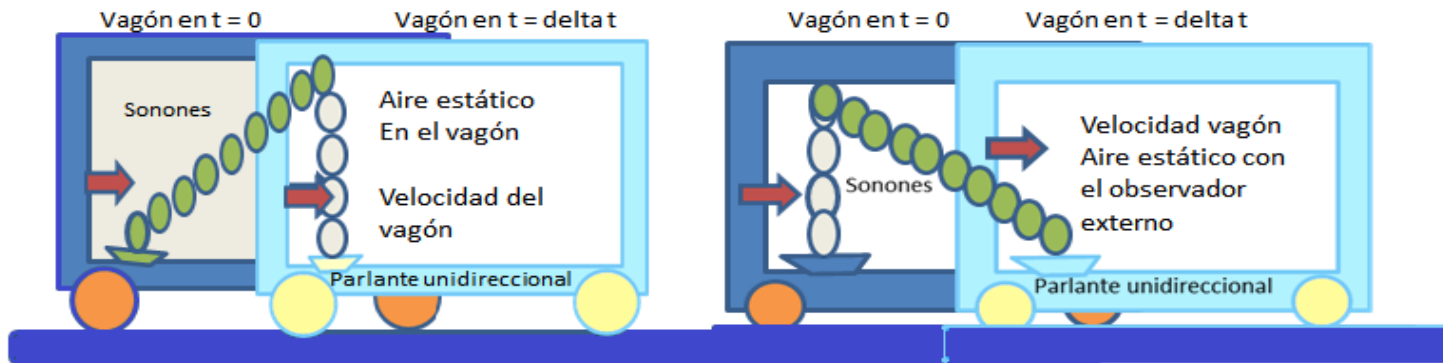 Vagón en t = 0
Vagón en t = delta t
Sonones
Aire estático
En el vagón
Velocidad del
vagón
Parlante unidireccional
Vagón en t = 0
Vagón en t = delta t
Sonones
Velocidad vagón
Aire estático con
el observador
externo
Parlante unidireccional